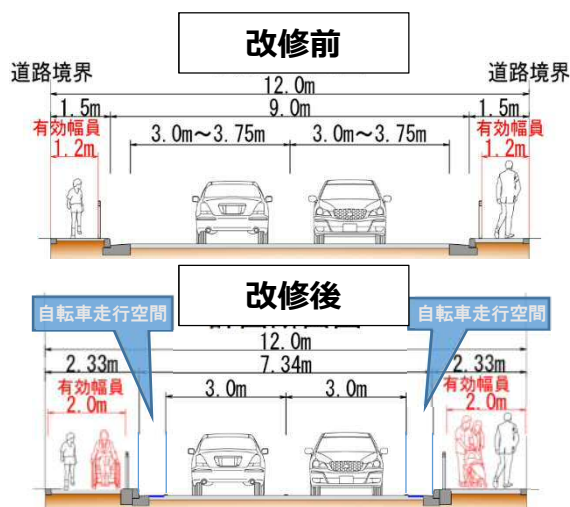 改修前
道路境界
道路境界
12.0m
1.5m
9.0m
1.5m
有効幅員
1.2m
3.0m～3.75m
3.0m～3.75m
有効幅員
1.2m
改修後
自転車走行空間
自転車走行空間
12.0m
2.33m
7.34m
2.33m
有効幅員
2.0m
3.0m
3.0m
有効幅員
2.0m